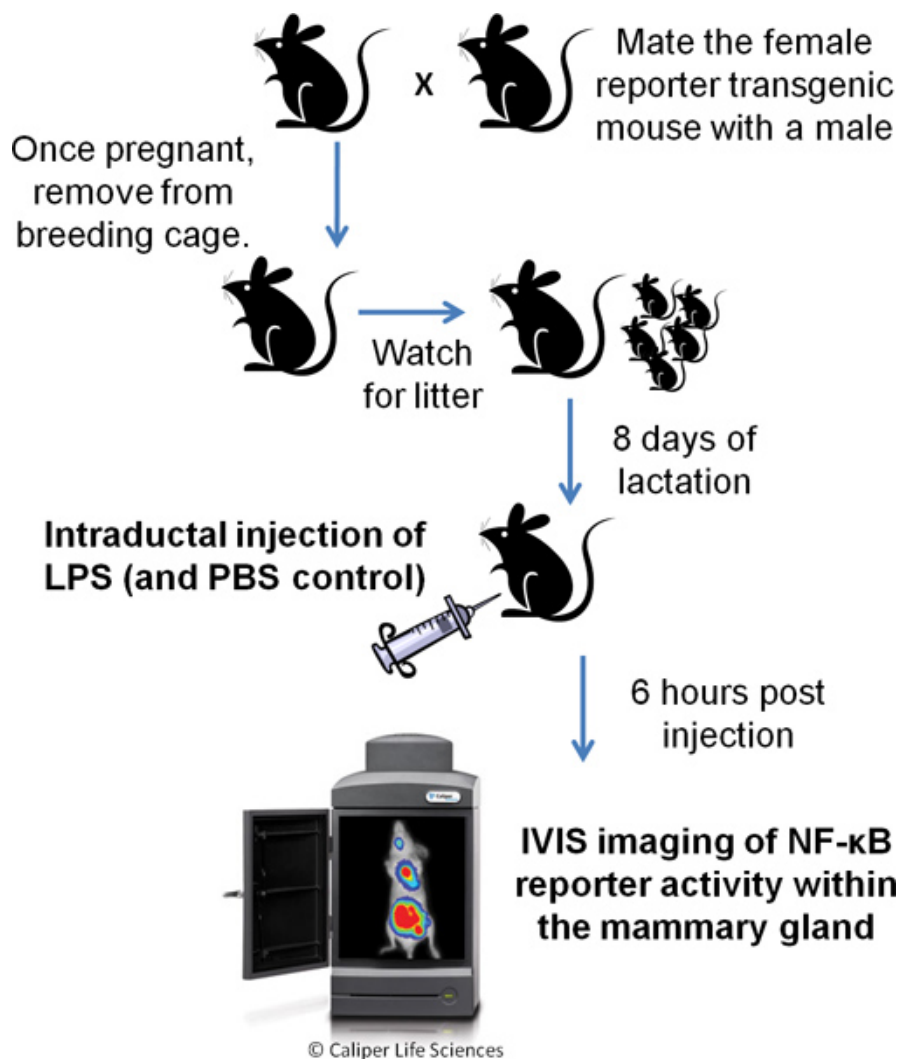 X
Mate the female
reporter transgenic
mouse with a male
Once pregnant,
remove from
breeding cage.
Watch
for litter
8 days of
lactation
Intraductal injection of
LPS (and PBS control)
6 hours post
injection
Caliper
IVIS imaging of NF-κB
reporter activity within
the mammary gland
© Caliper Life Sciences